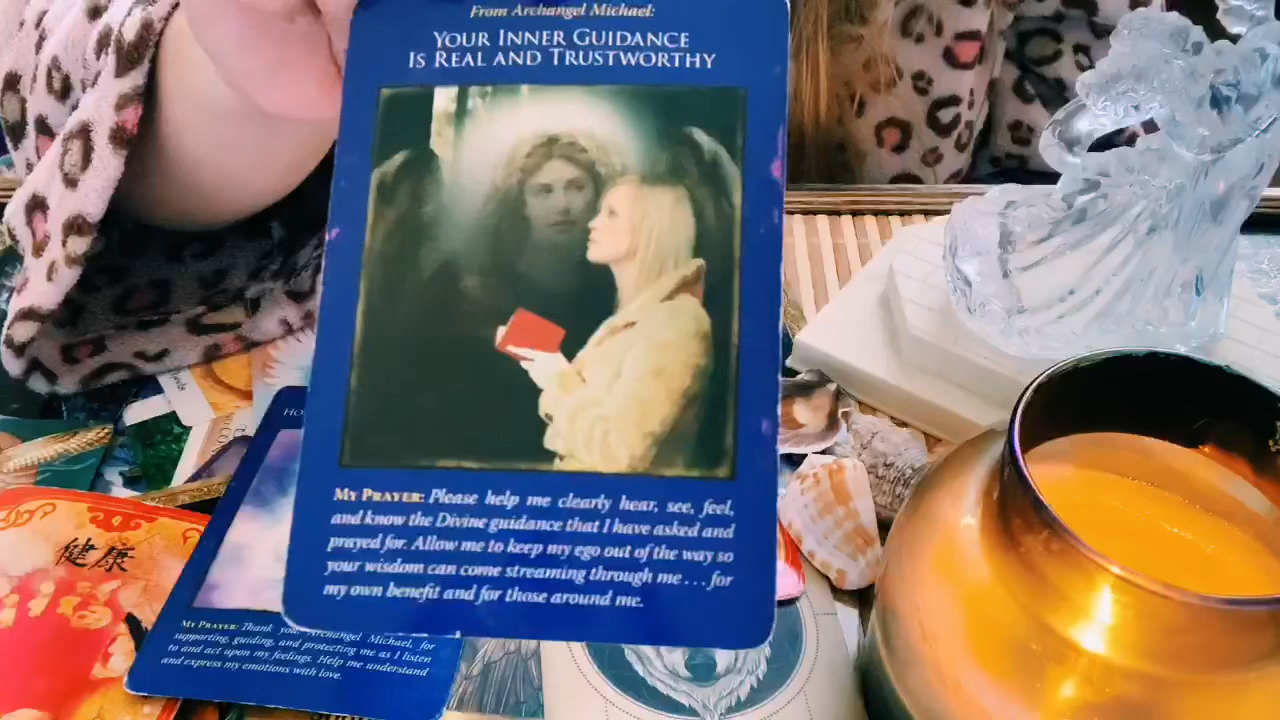 From Archangel Michael:
YOUR INNER GUIDANCE
IS REAL AND TRUSTWORTHY
MY PRAYER: Please help me clearly hear, see, feel,
and know the Divine guidance that I have asked and
prayed for. Allow me to keep my ego out of the way so
your wisdom can come streaming through me... for
my own benefit and for those around me.
HO
健康
MY PRAYER: Thank you, Archangel Michael, for
supporting, guiding, and protecting me as I listen
to and act upon my feelings. Help me understand
and express my emotions with love.